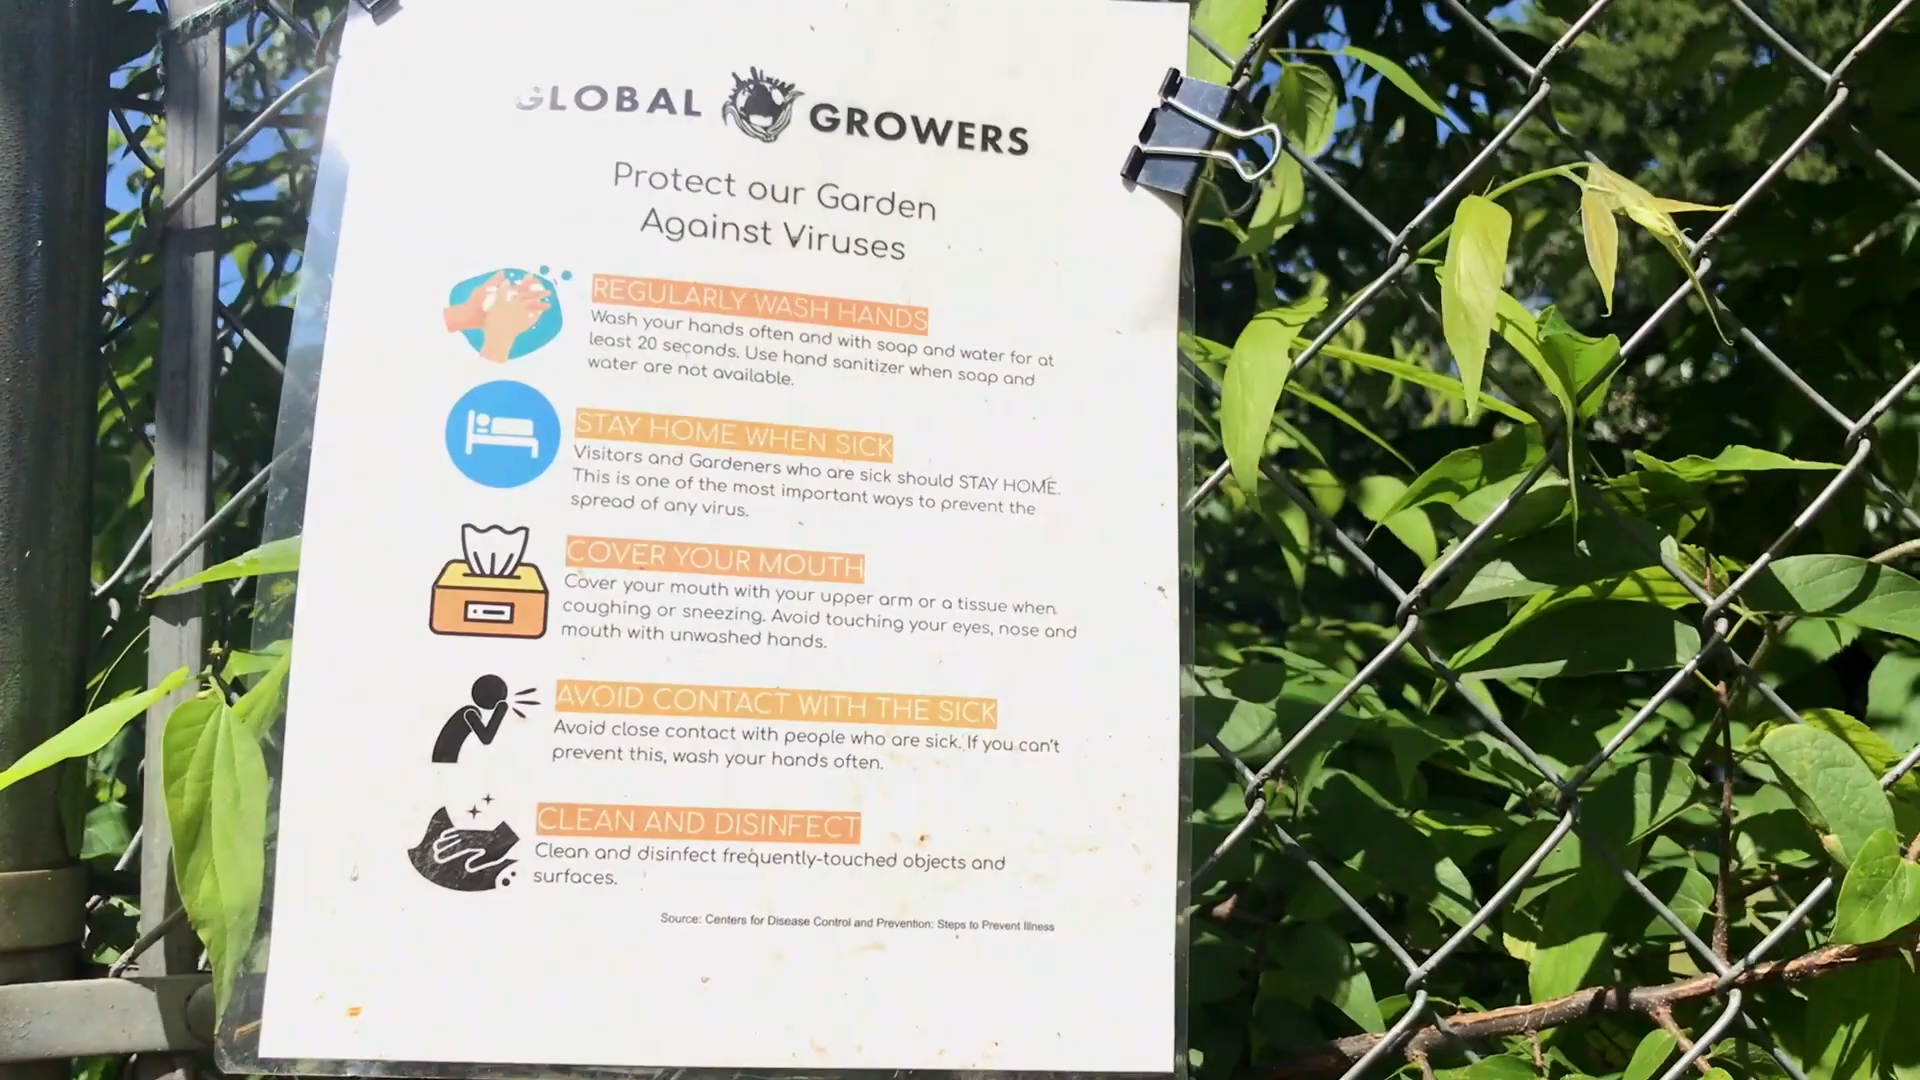 GLOBAL GROWERS
Protect our Garden
Against Viruses
REGULARLY WASH HANDS
Wash your hands often and with soap and water for at
least 20 seconds. Use hand sanitizer when soap and
water are not available.
STAY HOME WHEN SICK
Visitors and Gardeners who are sick should STAY HOME.
This is one of the most important ways to prevent the
spread of any virus.
COVER YOUR MOUTH
Cover your mouth with your upper arm or a tissue when
coughing or sneezing. Avoid touching your eyes, nose and
mouth with unwashed hands.
AVOID CONTACT WITH THE SICK
Avoid close contact with people who are sick. If you can't
prevent this, wash your hands often.
CLEAN AND DISINFECT
Clean and disinfect frequently-touched objects and
surfaces.
Source: Centers for Disease Control and Prevention: Steps to Prevent Illness